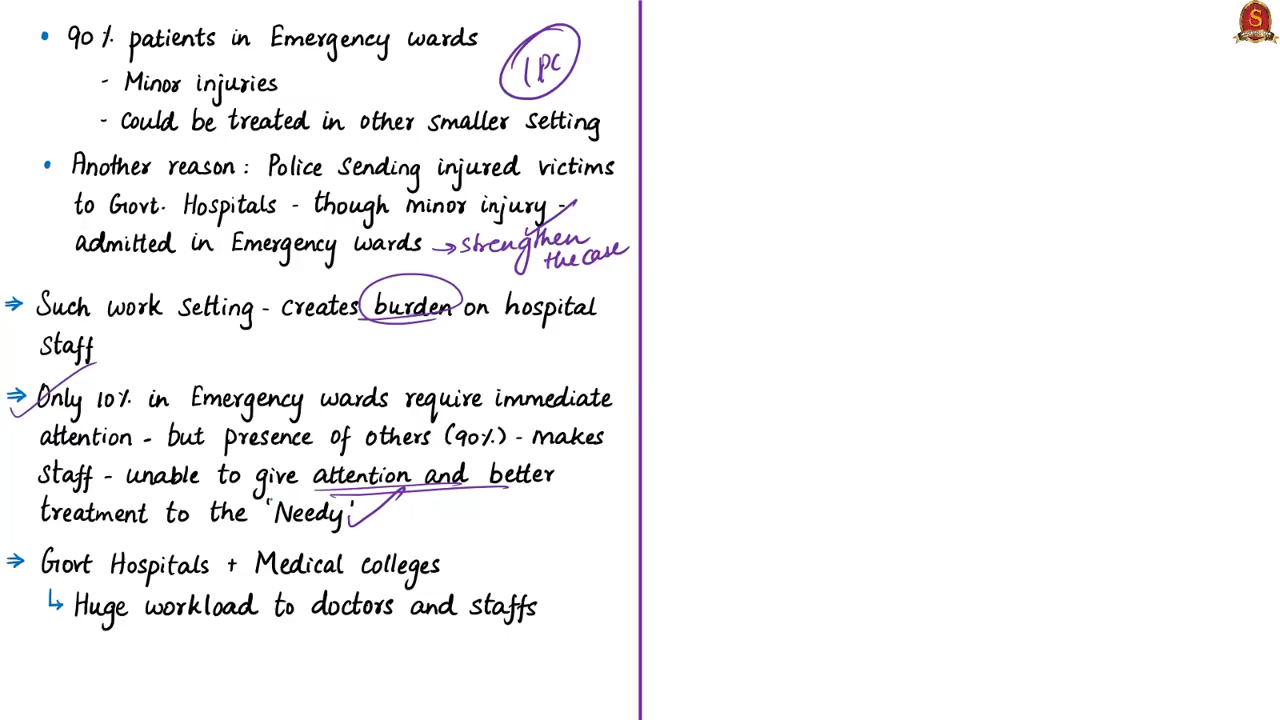 • 90% patients in Emergency wards
IPC
- Minor injuries
- Could be treated in other smaller setting
• Another reason: Police sending injured victims
to Govt. Hospitals - though minor injury -
admitted in Emergency wards → strengthen
the case
⇒ Such work setting - creates burden on hospital
staff
⇒ Only 10% in Emergency wards require immediate
attention - but presence of others (90%) - makes
staff - unable to give attention and better
treatment to the 'Needy'
⇒ Govt Hospitals + Medical colleges
↳ Huge workload to doctors and staffs
S